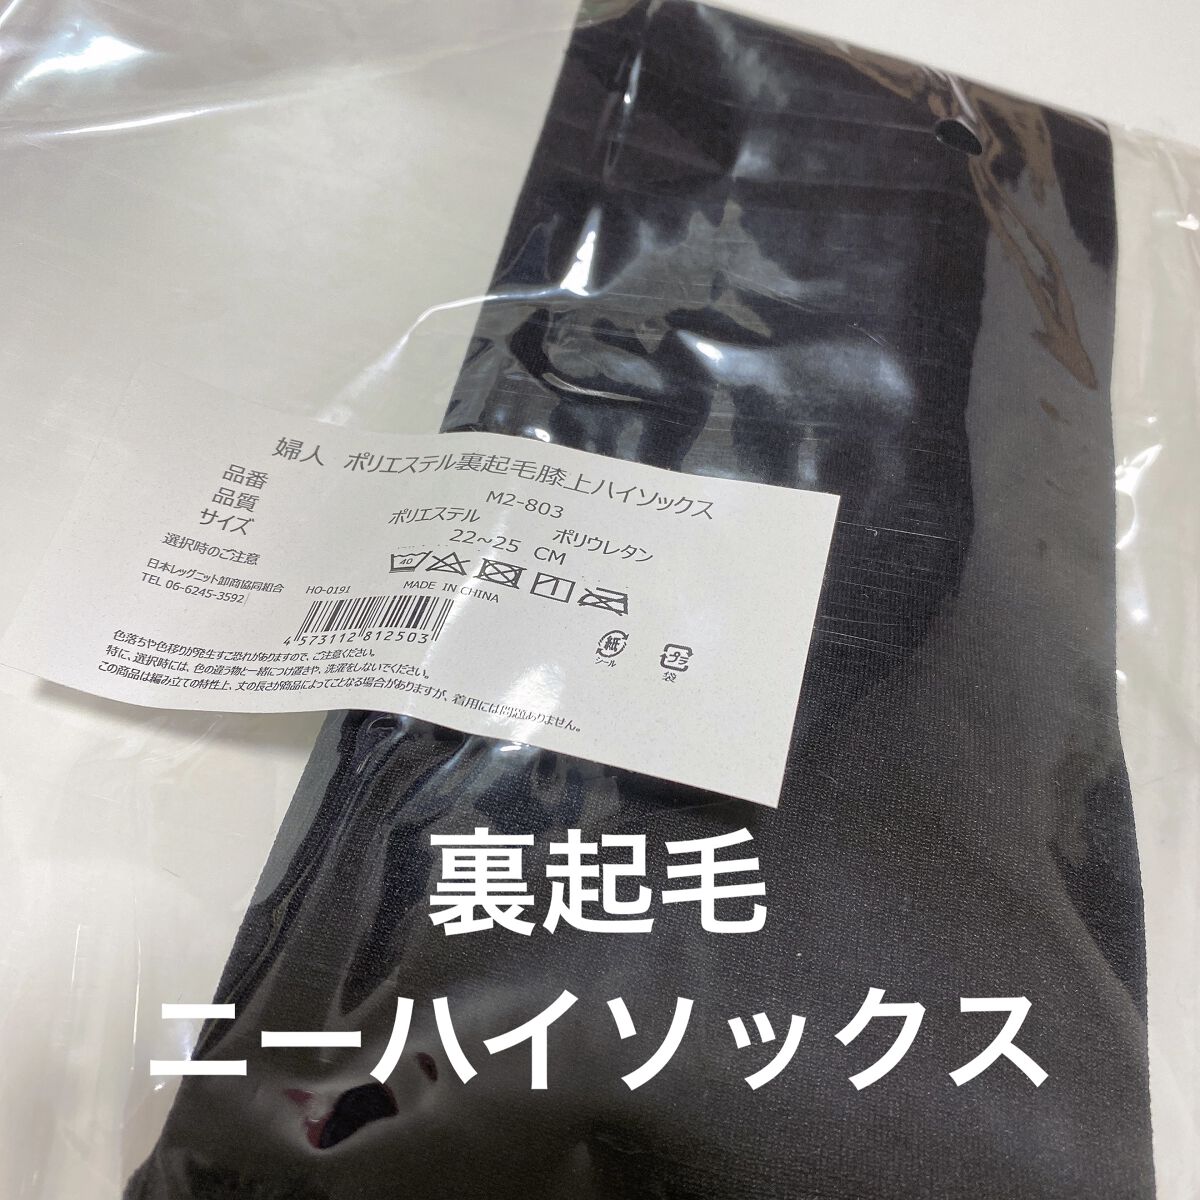 婦人 ポリエステル裏起毛膝上ハイソックス
品番 M2-803
品質 ポリエステル ポリウレタン
サイズ 22~25 CM
選択時のご注意
40
日本レッグニット卸商協同組合
TEL 06-6245-3592
HO-0191
MADE IN CHINA
4 573112 812503
紙
シール
プラ
袋
色落ちや色移りが発生すご恐れがありますので、ご注意ください。
特に、選択時には、色の違う物と一緒につけ置きや、洗濯をしないでください。
この商品は編み立ての特性上、丈の長さが商品によってことなる場合がありますが、着用には問題ありません。
裏起毛
ニーハイソックス